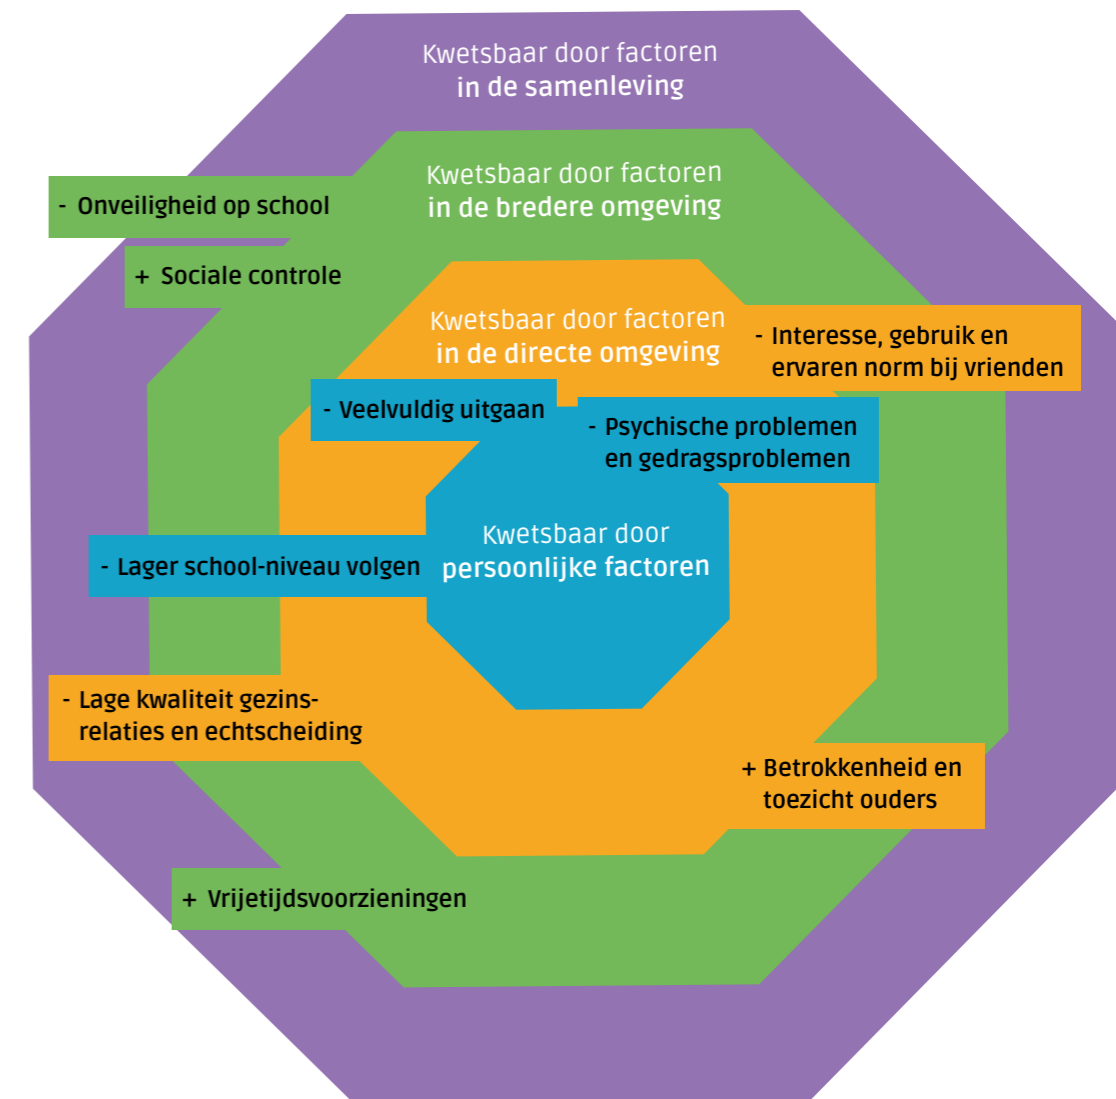 Kwetsbaar door factoren
in de samenleving
Kwetsbaar door factoren
in de bredere omgeving
- Onveiligheid op school
+ Sociale controle
Kwetsbaar door factoren
in de directe omgeving
- Interesse, gebruik en
ervaren norm bij vrienden
- Veelvuldig uitgaan
- Psychische problemen
en gedragsproblemen
Kwetsbaar door
persoonlijke factoren
- Lager school-niveau volgen
- Lage kwaliteit gezins-
relaties en echtscheiding
+ Betrokkenheid en
toezicht ouders
+ Vrijetijdsvoorzieningen